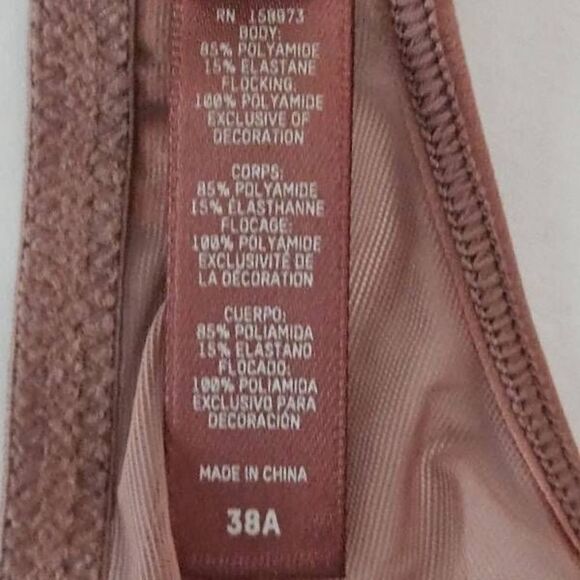 RN 158073
BODY:
85% POLYAMIDE
15% ELASTANE
FLOCKING:
100% POLYAMIDE
EXCLUSIVE OF
DECORATION
CORPS:
85% POLYAMIDE
15% ÉLASTHANNE
FLOCAGE:
100% POLYAMIDE
EXCLUSIVITÉ DE
LA DÉCORATION
CUERPO:
85% POLIAMIDA
15% ELASTANO
FLOCADO:
100% POLIAMIDA
EXCLUSIVO PARA
DECORACIÓN
MADE IN CHINA
38A